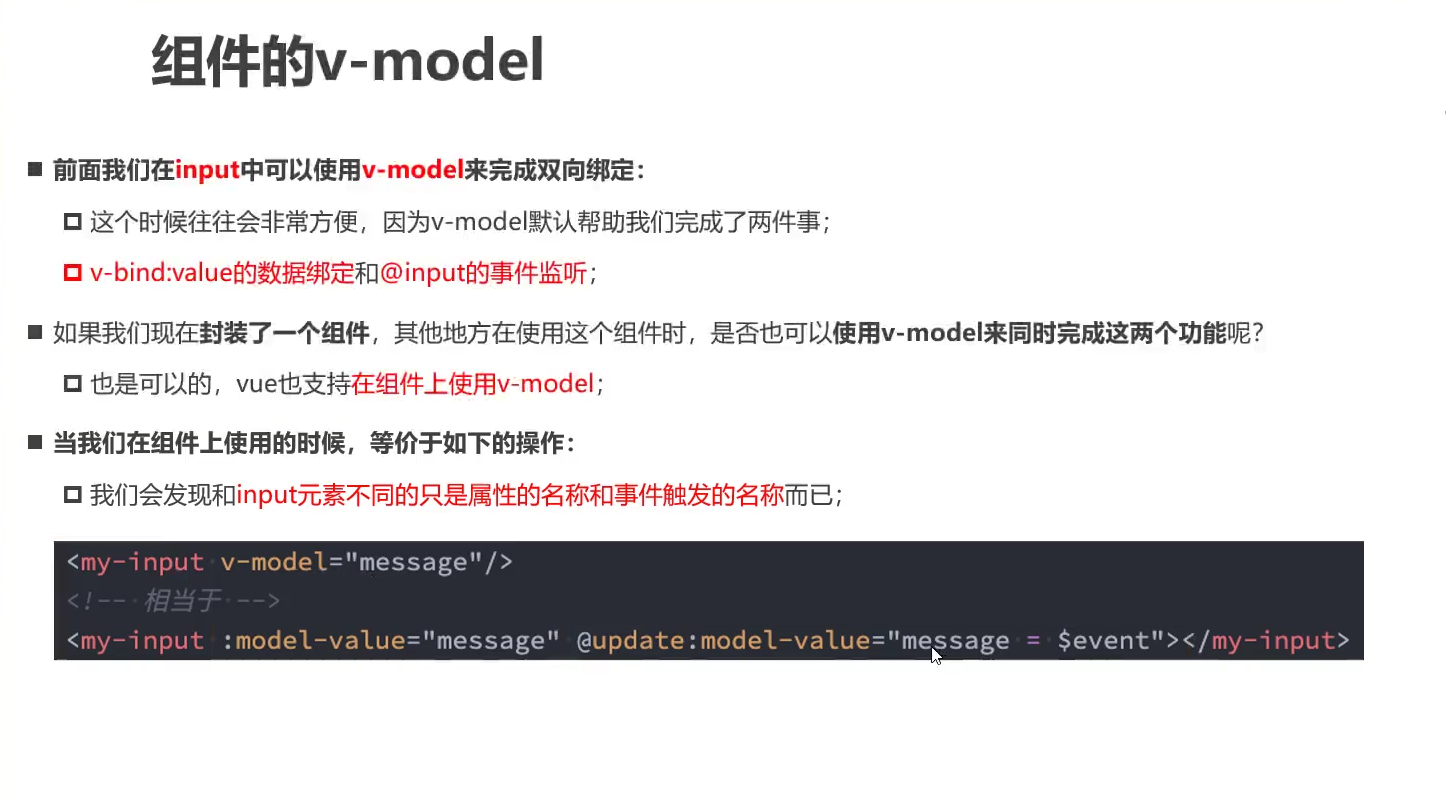 组件的v-model
前面我们在input中可以使用v-model来完成双向绑定：
这个时候往往会非常方便，因为v-model默认帮助我们完成了两件事；
v-bind:value的数据绑定和@input的事件监听；
如果我们现在封装了一个组件，其他地方在使用这个组件时，是否也可以使用v-model来同时完成这两个功能呢？
也是可以的，vue也支持在组件上使用v-model；
当我们在组件上使用的时候，等价于如下的操作：
我们会发现和input元素不同的只是属性的名称和事件触发的名称而已；
<my-input v-model="message"/>
<!-- 相当于 -->
<my-input :model-value="message" @update:model-value="message = $event"></my-input>